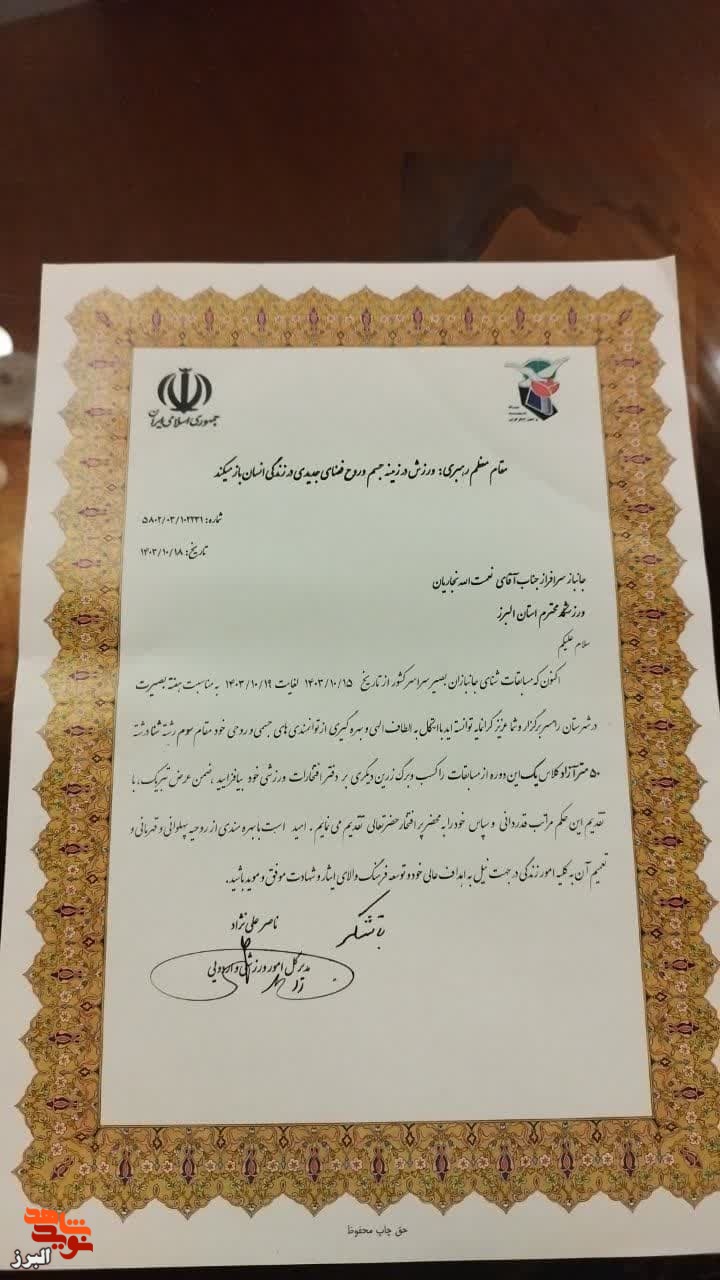 جمهوری اسلامی ایران
مقام معظم رهبری: ورزش در زمینه جسم و روح فضای جدیدی در زندگی انسان باز میکند
شماره: ۵۸۰۲/۰۳/۱۰۲۲۳۱
تاریخ: ۱۴۰۳/۱۰/۱۸
جانباز سرافراز جناب آقای نعمت الله نجاریان
ورزشکار محترم استان البرز
سلام علیکم
اکنون که مسابقات شنای جانبازان بصیر سراسر کشور از تاریخ ۱۴۰۳/۱۰/۱۵ لغایت ۱۴۰۳/۱۰/۱۹ به مناسبت هفته بصیرت
در شهرستان رامسر برگزار و شما عزیز گرانمایه توانسته اید با اتکال به الطاف الهی و بهره گیری از توانمندی های جسمی و روحی خود مقام سوم رشته شنا در رشته
۵۰ متر آزاد کلاس یک این دوره از مسابقات را کسب و برگ زرین دیگری بر دفتر افتخارات ورزشی خود بیافزایید، ضمن عرض تبریک، با
تقدیم این حکم مراتب قدردانی و سپاس خود را به محضر پر افتخار حضرتعالی تقدیم می نمایم. امید است با بهره مندی از روحیه پهلوانی و قهرمانی و
تعمیم آن به کلیه امور زندگی در جهت نیل به اهداف عالی خود و توسعه فرهنگ والای ایثار و شهادت موفق و موید باشید.
با تشکر
ناصر علی نژاد
مدیر کل امور ورزشی و اردویی
حق چاپ محفوظ
نوید شاهد
البرز